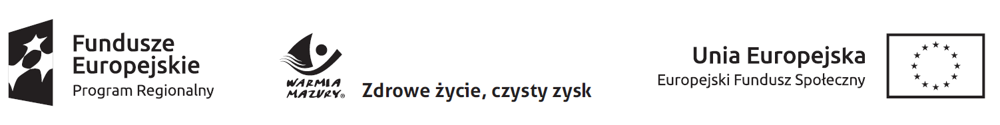 Fundusze
Europejskie
Program Regionalny
WARMIA
MAZURY®
Zdrowe życie, czysty zysk
Unia Europejska
Europejski Fundusz Społeczny